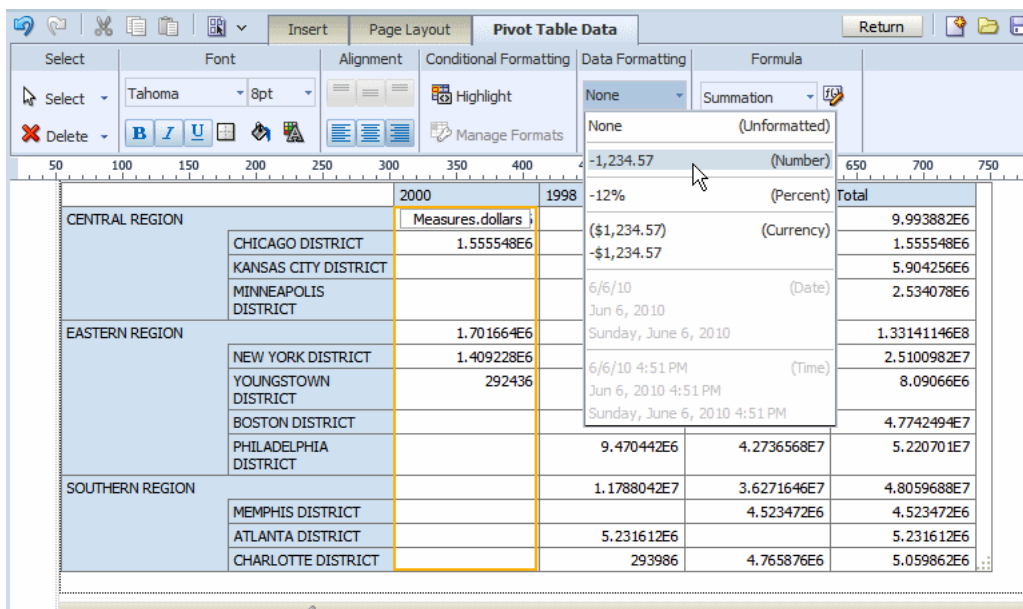 Insert Page Layout Pivot Table Data Return
Select Font Alignment Conditional Formatting Data Formatting Formula
Select Tahoma 8pt Highlight None Summation
Delete B I U Manage Formats
None (Unformatted)
-1,234.57 (Number)
-12% (Percent)
($1,234.57) (Currency)
-$1,234.57
6/6/10 (Date)
Jun 6, 2010
Sunday, June 6, 2010
6/6/10 4:51 PM (Time)
Jun 6, 2010 4:51 PM
Sunday, June 6, 2010 4:51 PM
50 100 150 200 250 300 350 400 650 700 750
2000 1998 Total
CENTRAL REGION Measures.dollars 9.993882E6
CHICAGO DISTRICT 1.555548E6 1.555548E6
KANSAS CITY DISTRICT 5.904256E6
MINNEAPOLIS 2.534078E6
DISTRICT
EASTERN REGION 1.701664E6 1.33141146E8
NEW YORK DISTRICT 1.409228E6 2.5100982E7
YOUNGSTOWN 292436 8.09066E6
DISTRICT
BOSTON DISTRICT 4.7742494E7
PHILADELPHIA 9.470442E6 4.2736568E7 5.220701E7
DISTRICT
SOUTHERN REGION 1.1788042E7 3.6271646E7 4.8059688E7
MEMPHIS DISTRICT 4.523472E6 4.523472E6
ATLANTA DISTRICT 5.231612E6 5.231612E6
CHARLOTTE DISTRICT 293986 4.765876E6 5.059862E6